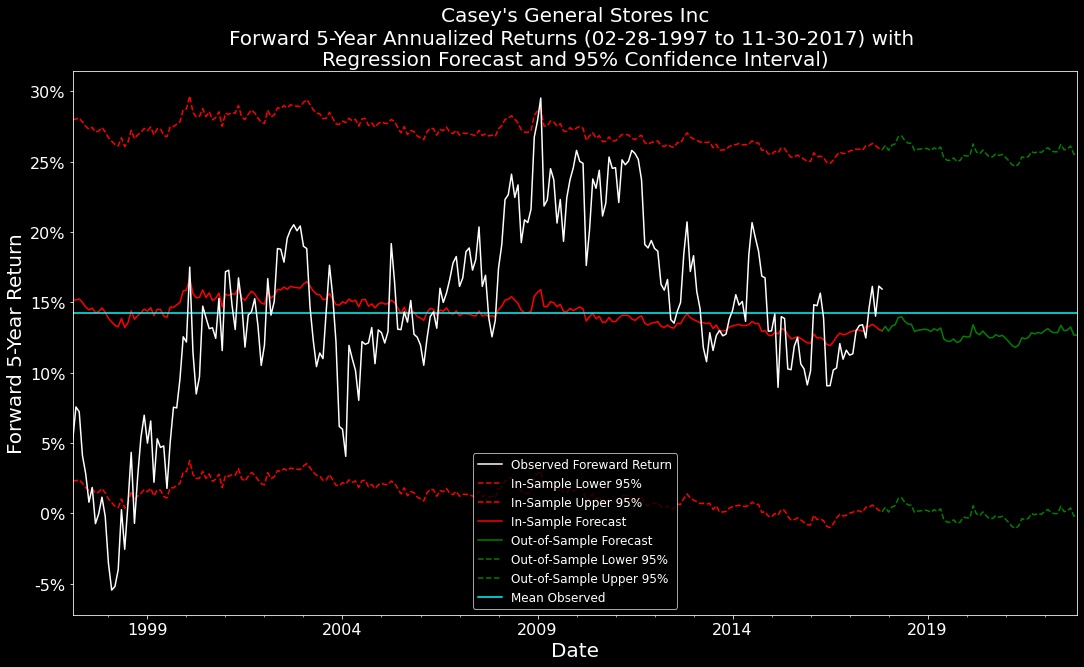 Casey's General Stores Inc
Forward 5-Year Annualized Returns (02-28-1997 to 11-30-2017) with
Regression Forecast and 95% Confidence Interval)
Forward 5-Year Return
30%
25%
20%
15%
10%
5%
0%
-5%
Observed Foreward Return
In-Sample Lower 95%
In-Sample Upper 95%
In-Sample Forecast
Out-of-Sample Forecast
Out-of-Sample Lower 95%
Out-of-Sample Upper 95%
Mean Observed
1999 2004 2009 2014 2019
Date